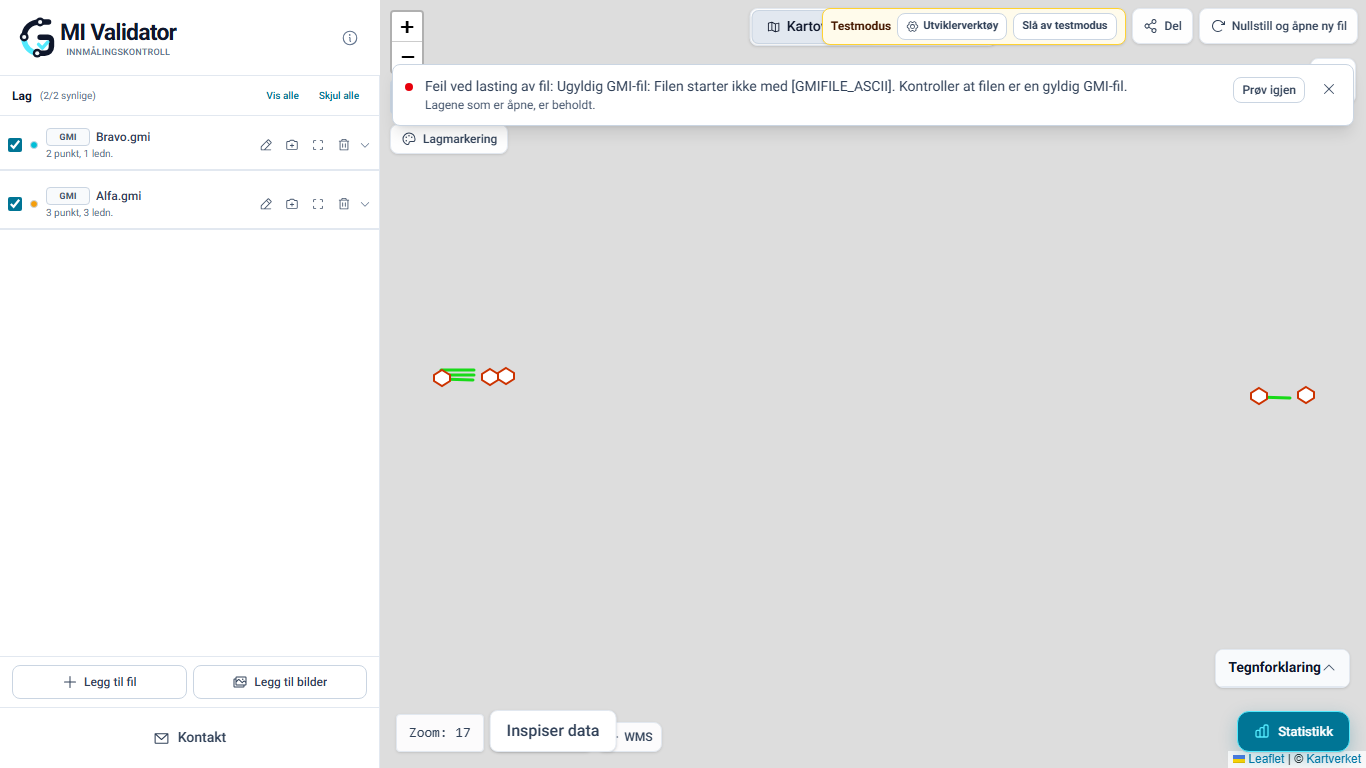 MI Validator
INNMÅLINGSKONTROLL
Lag (2/2 synlige) Vis alle Skjul alle
GMI Bravo.gmi
2 punkt, 1 ledn.
GMI Alfa.gmi
3 punkt, 3 ledn.
Legg til fil Legg til bilder
Kontakt
+
−
Testmodus Utviklerverktøy Slå av testmodus
Del
Nullstill og åpne ny fil
Feil ved lasting av fil: Ugyldig GMI-fil: Filen starter ikke med [GMIFILE_ASCII]. Kontroller at filen er en gyldig GMI-fil.
Lagene som er åpne, er beholdt.
Prøv igjen
Lagmarkering
Tegnforklaring
Zoom: 17
Inspiser data
WMS
Statistikk
Leaflet | © Kartverket